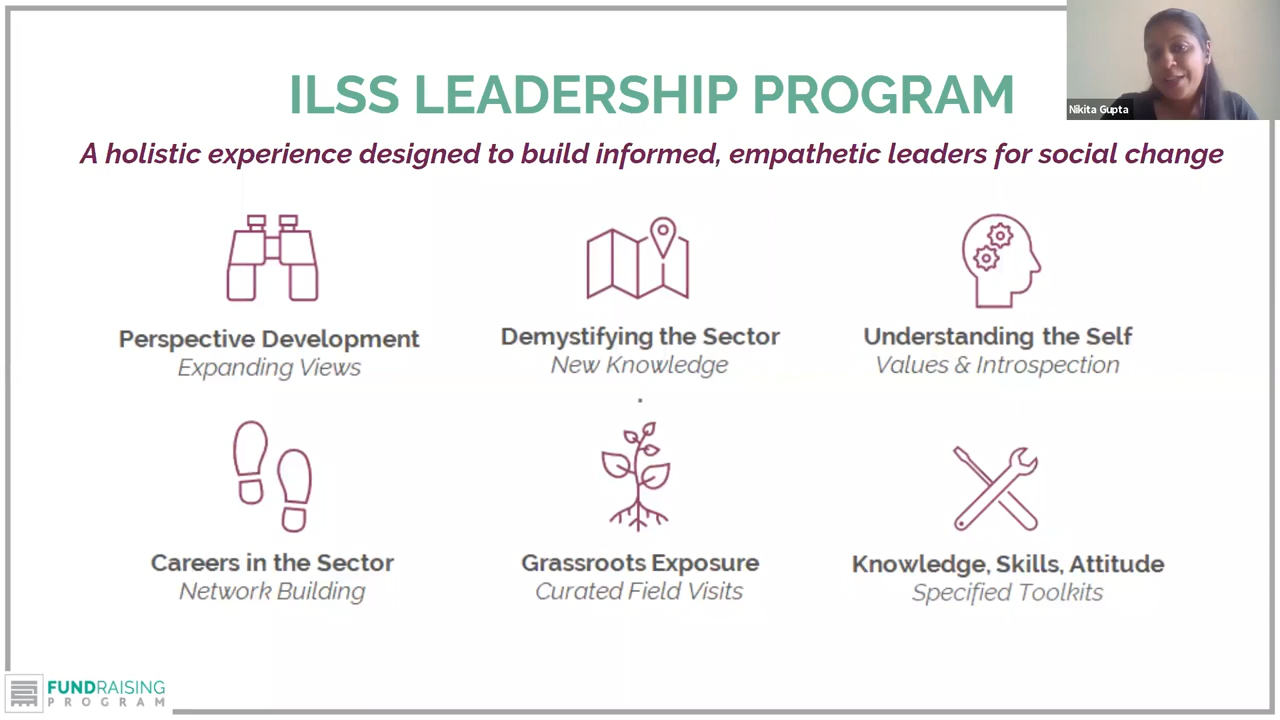 ILSS LEADERSHIP PROGRAM
Nikita Gupta
A holistic experience designed to build informed, empathetic leaders for social change
Perspective Development
Expanding Views
Demystifying the Sector
New Knowledge
Understanding the Self
Values & Introspection
Careers in the Sector
Network Building
Grassroots Exposure
Curated Field Visits
Knowledge, Skills, Attitude
Specified Toolkits
FUNDRAISING
PROGRAM